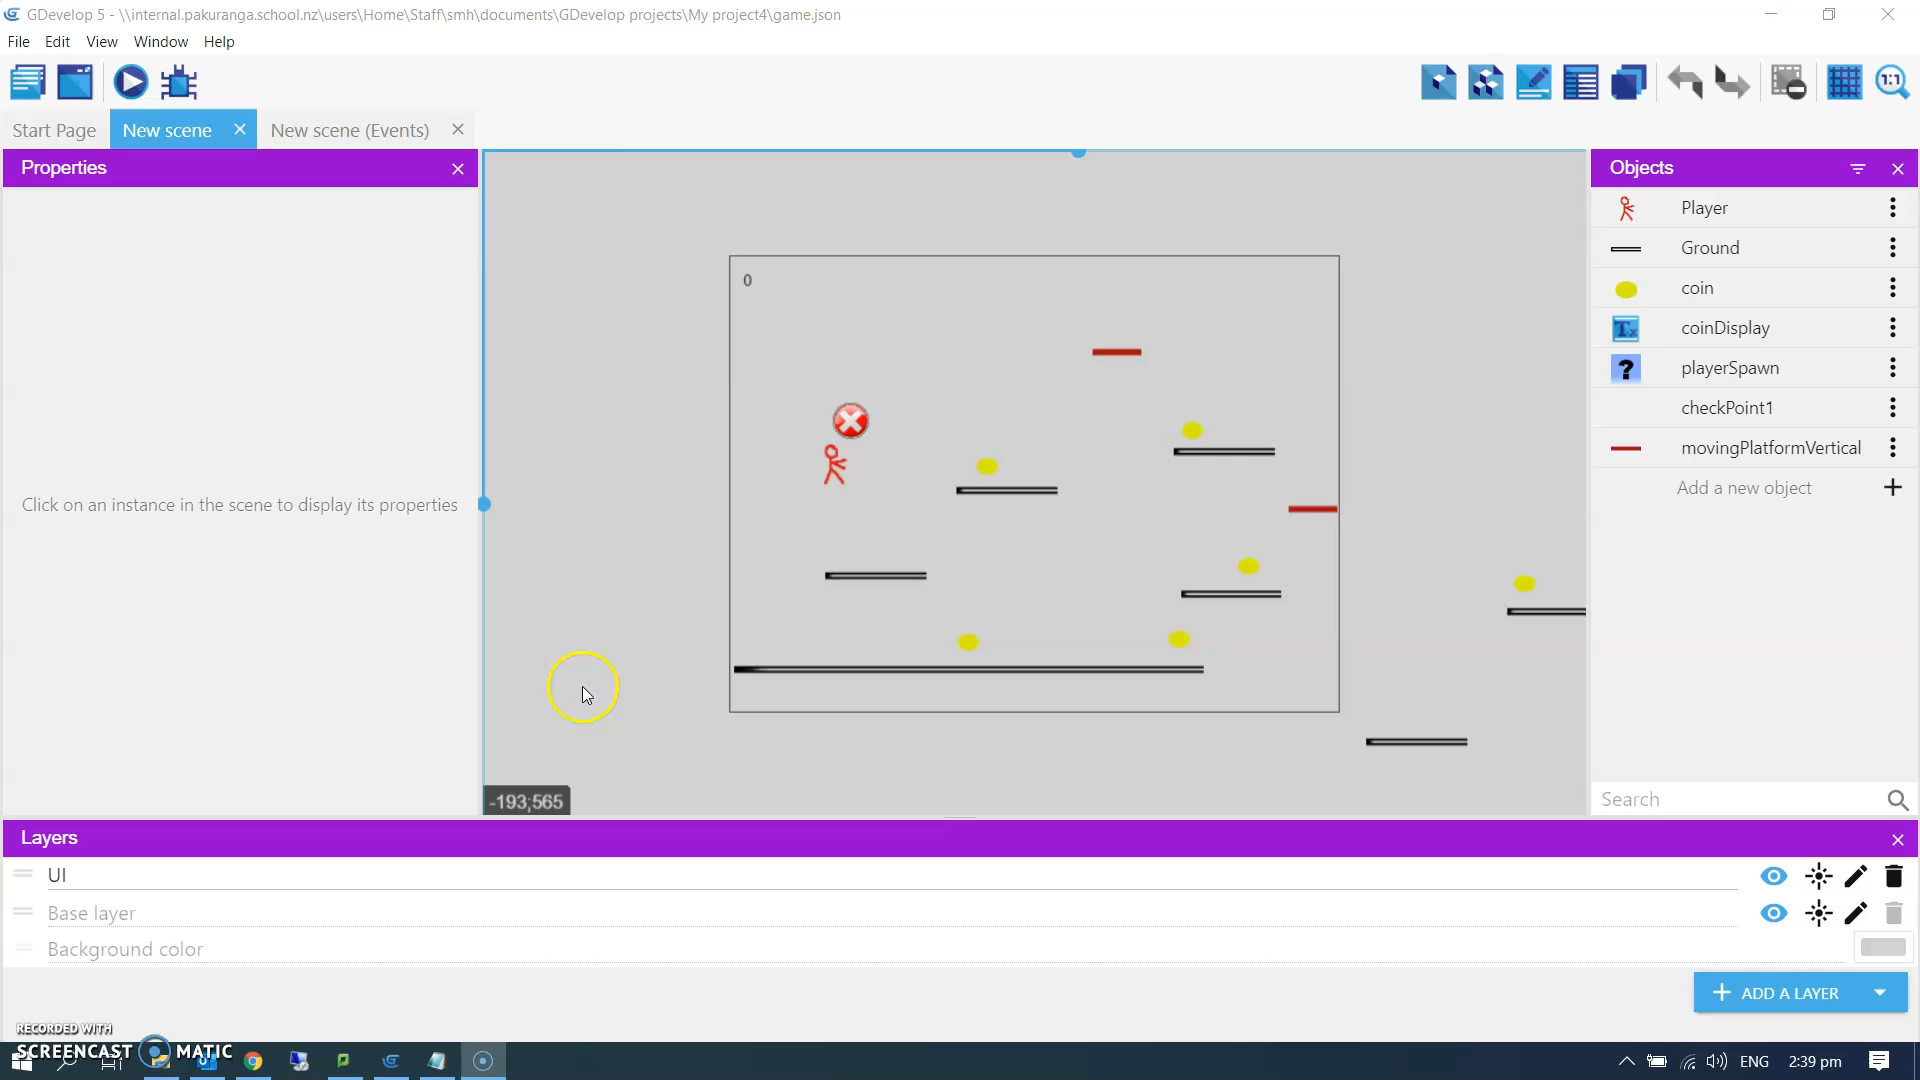 GDevelop 5 - \\internal.pakuranga.school.nz\users\Home\Staff\smh\documents\GDevelop projects\My project4\game.json
File Edit View Window Help
1:1
Start Page New scene New scene (Events)
Properties
Click on an instance in the scene to display its properties
0
-193;565
Objects
Player
Ground
coin
Tx coinDisplay
? playerSpawn
checkPoint1
movingPlatformVertical
Add a new object
Search
Layers
UI
Base layer
Background color
ADD A LAYER
RECORDED WITH
SCREENCAST MATIC
ENG 2:39 pm